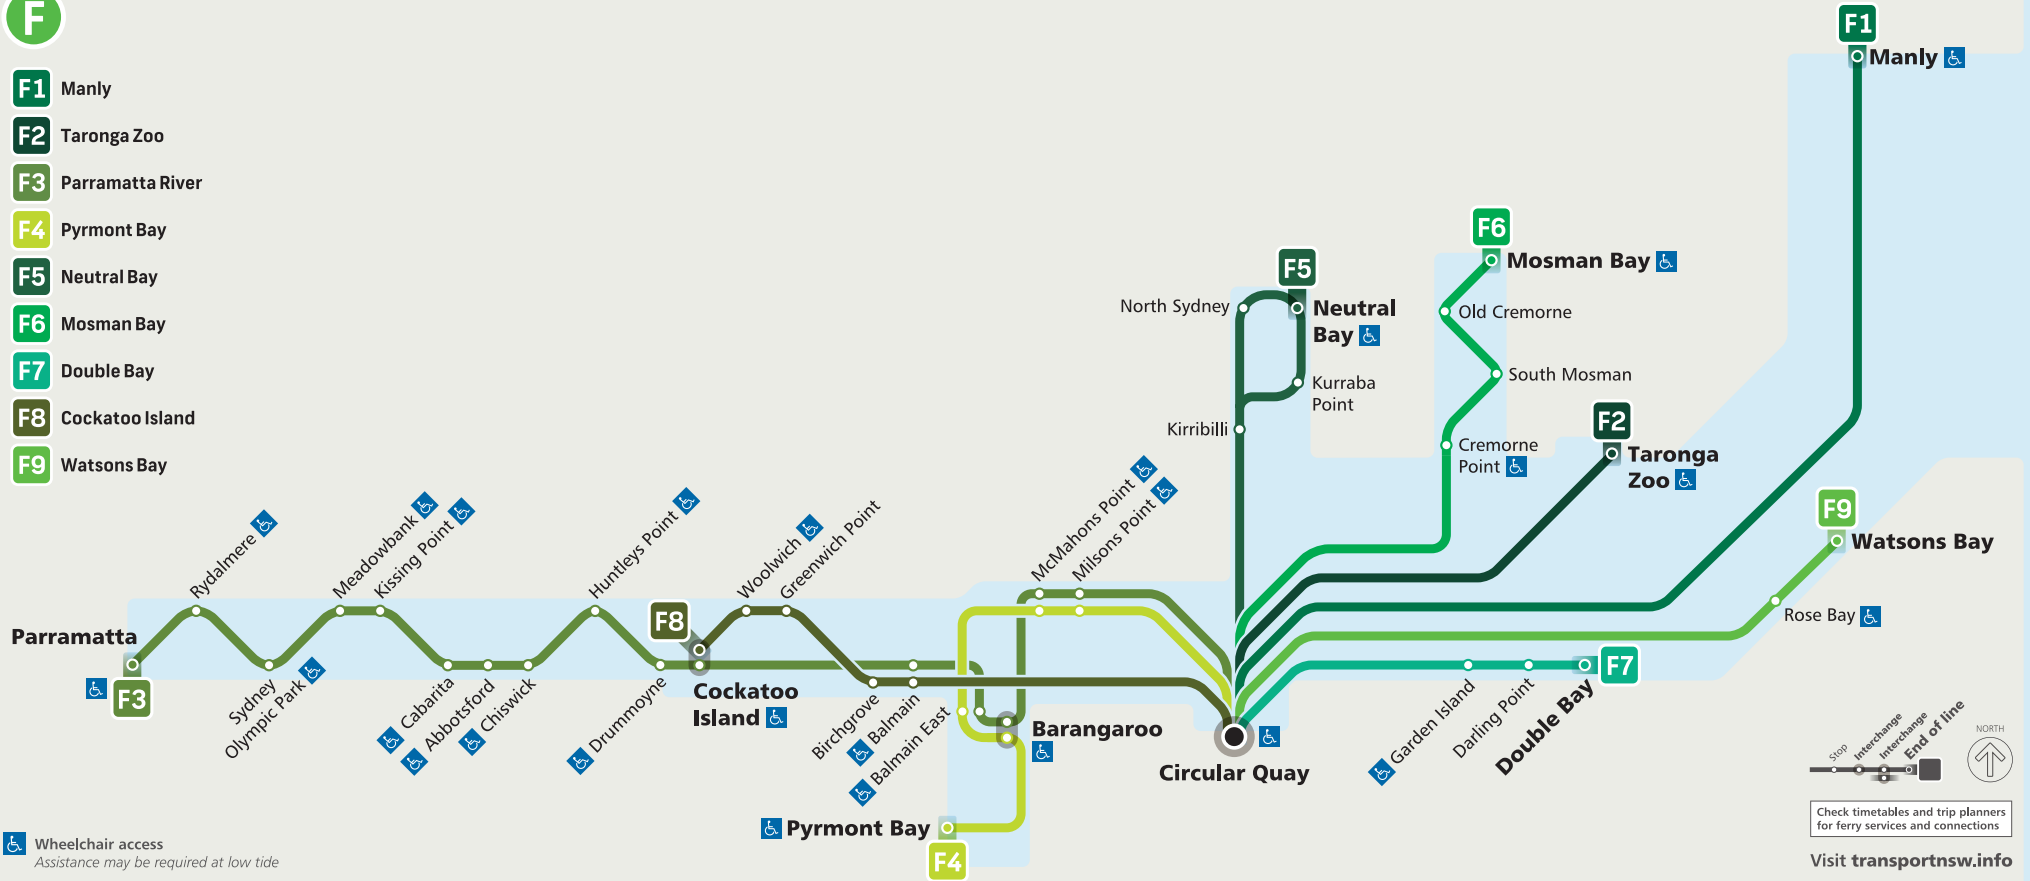 F
F1 Manly
F2 Taronga Zoo
F3 Parramatta River
F4 Pyrmont Bay
F5 Neutral Bay
F6 Mosman Bay
F7 Double Bay
F8 Cockatoo Island
F9 Watsons Bay
F1
Manly
F6
Mosman Bay
Old Cremorne
South Mosman
Cremorne
Point
F5
North Sydney
Neutral
Bay
Kurraba
Point
Kirribilli
F2
Taronga
Zoo
F9
Watsons Bay
Rose Bay
Parramatta
F3
Rydalmere
Sydney
Olympic Park
Meadowbank
Kissing Point
Cabarita
Abbotsford
Chiswick
Huntleys Point
Drummoyne
F8
Cockatoo
Island
Woolwich
Greenwich Point
Birchgrove
Balmain
Balmain East
McMahons Point
Milsons Point
Barangaroo
Pyrmont Bay
F4
Circular Quay
Garden Island
Darling Point
Double Bay
F7
Stop
Interchange
Interchange
End of line
NORTH
Check timetables and trip planners
for ferry services and connections
Visit transportnsw.info
Wheelchair access
Assistance may be required at low tide